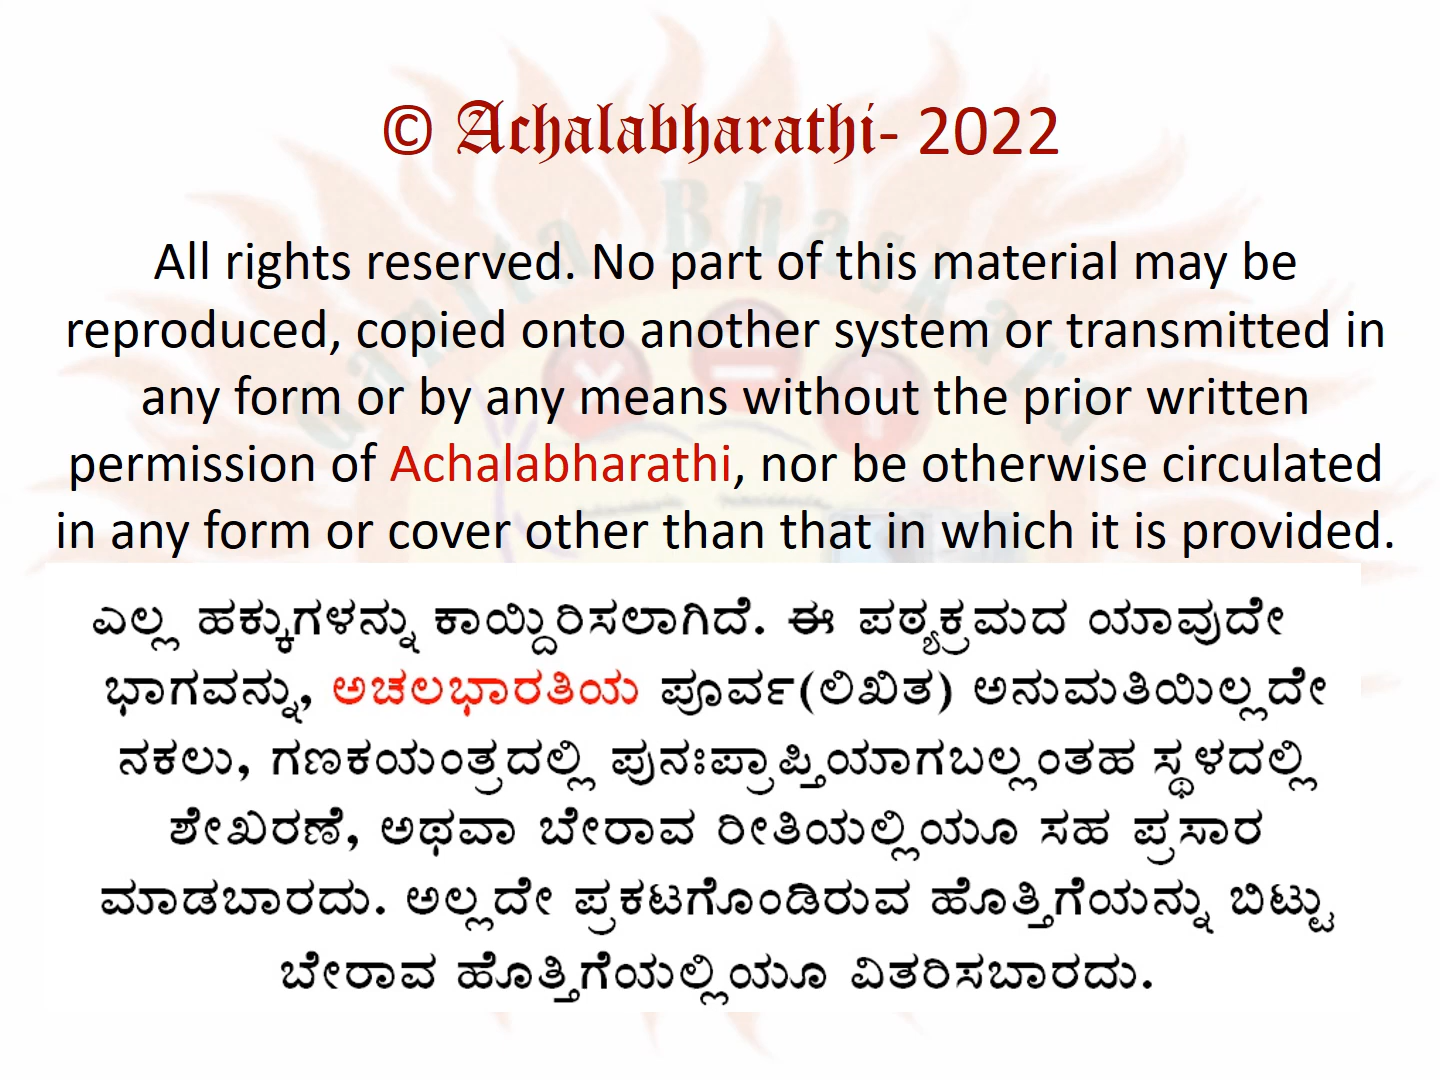 © Achalabharathi- 2022
All rights reserved. No part of this material may be
reproduced, copied onto another system or transmitted in
any form or by any means without the prior written
permission of Achalabharathi, nor be otherwise circulated
in any form or cover other than that in which it is provided.
ಎಲ್ಲ ಹಕ್ಕುಗಳನ್ನು ಕಾಯ್ದಿರಿಸಲಾಗಿದೆ. ಈ ಪಠ್ಯಕ್ರಮದ ಯಾವುದೇ
ಭಾಗವನ್ನು, ಅಚಲಭಾರತಿಯ ಪೂರ್ವ(ಲಿಖಿತ) ಅನುಮತಿಯಿಲ್ಲದೇ
ನಕಲು, ಗಣಕಯಂತ್ರದಲ್ಲಿ ಪುನಃಪ್ರಾಪ್ತಿಯಾಗಬಲ್ಲಂತಹ ಸ್ಥಳದಲ್ಲಿ
ಶೇಖರಣೆ, ಅಥವಾ ಬೇರಾವ ರೀತಿಯಲ್ಲಿಯೂ ಸಹ ಪ್ರಸಾರ
ಮಾಡಬಾರದು. ಅಲ್ಲದೇ ಪ್ರಕಟಗೊಂಡಿರುವ ಹೊತ್ತಿಗೆಯನ್ನು ಬಿಟ್ಟು
ಬೇರಾವ ಹೊತ್ತಿಗೆಯಲ್ಲಿಯೂ ವಿತರಿಸಬಾರದು.